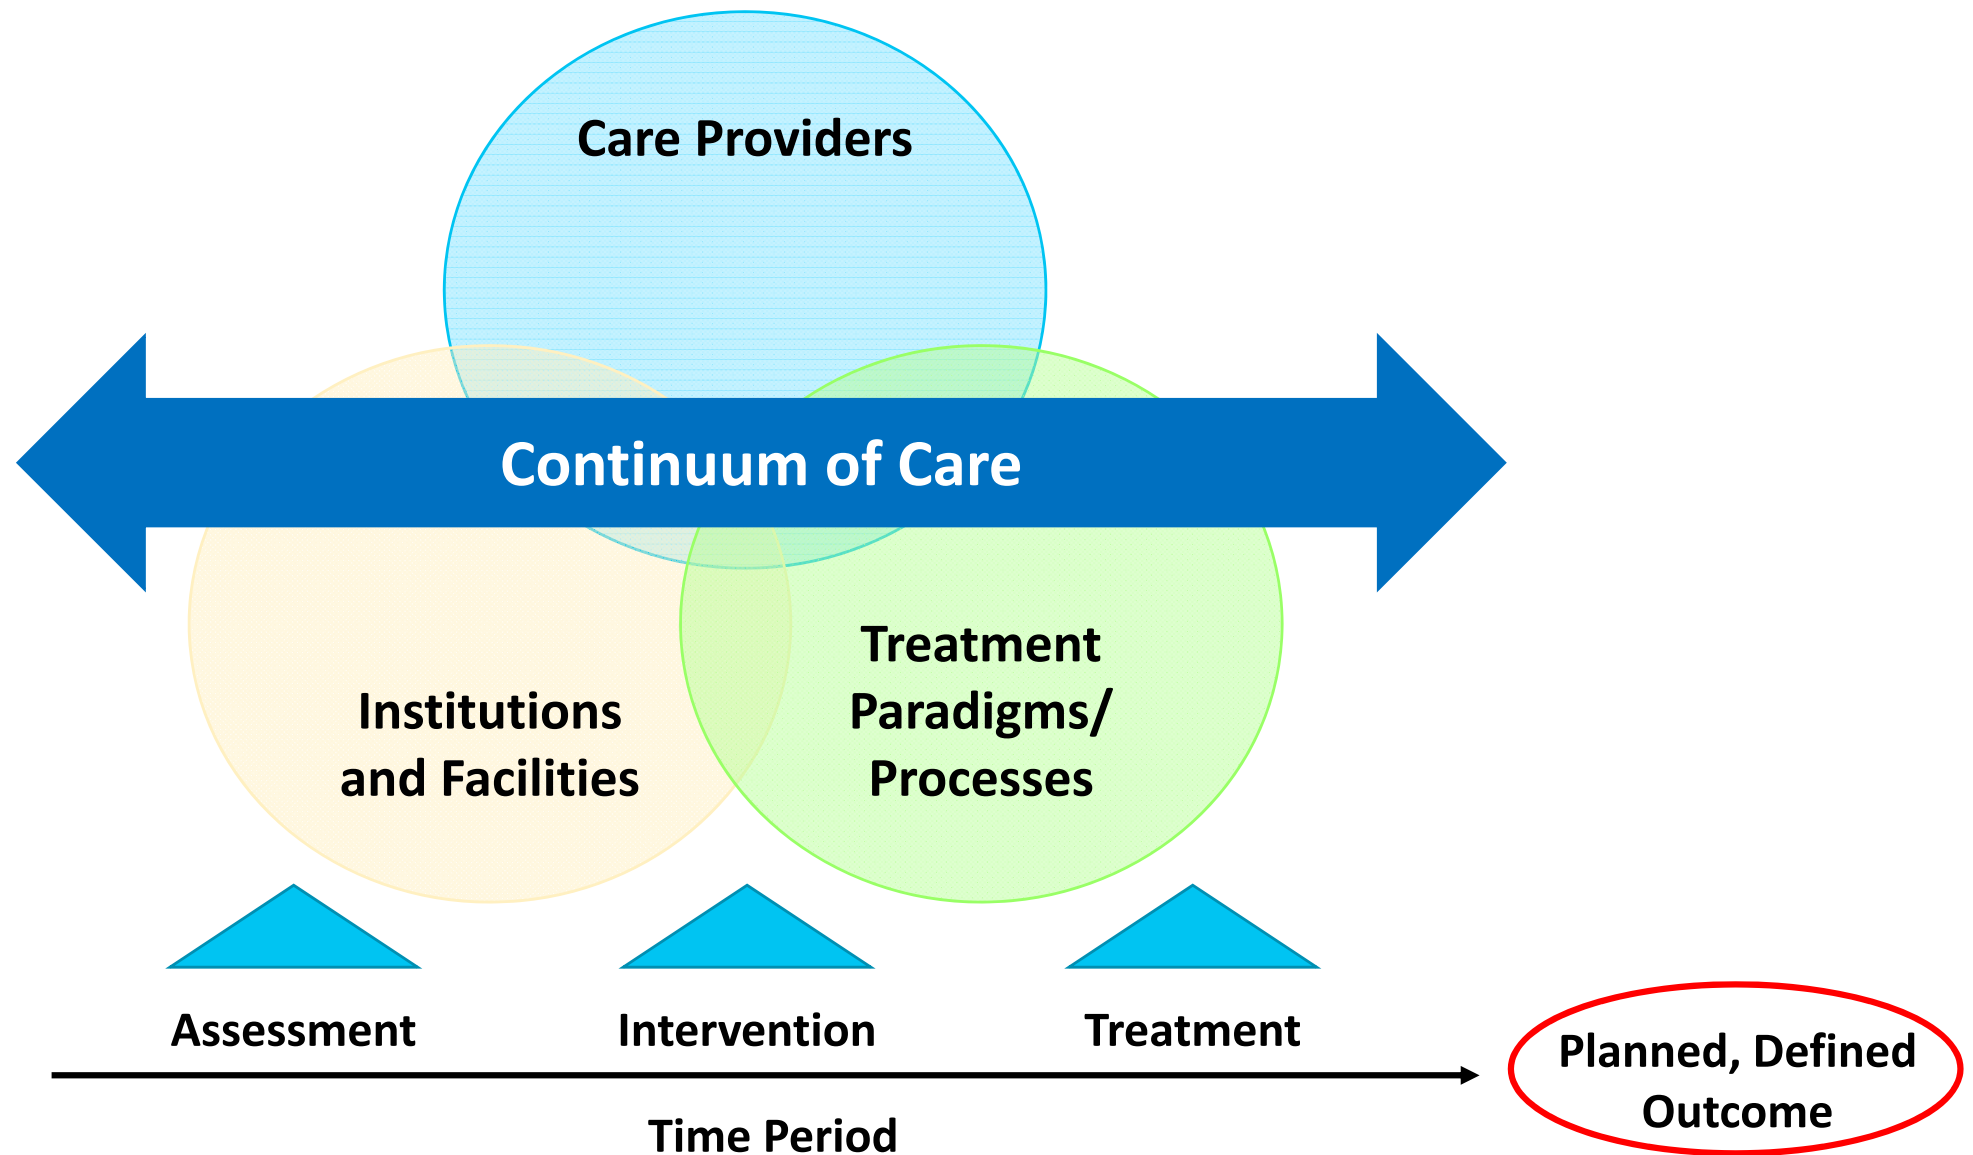 Care Providers
Continuum of Care
Institutions
and Facilities
Treatment
Paradigms/
Processes
Assessment
Intervention
Treatment
Time Period
Planned, Defined
Outcome